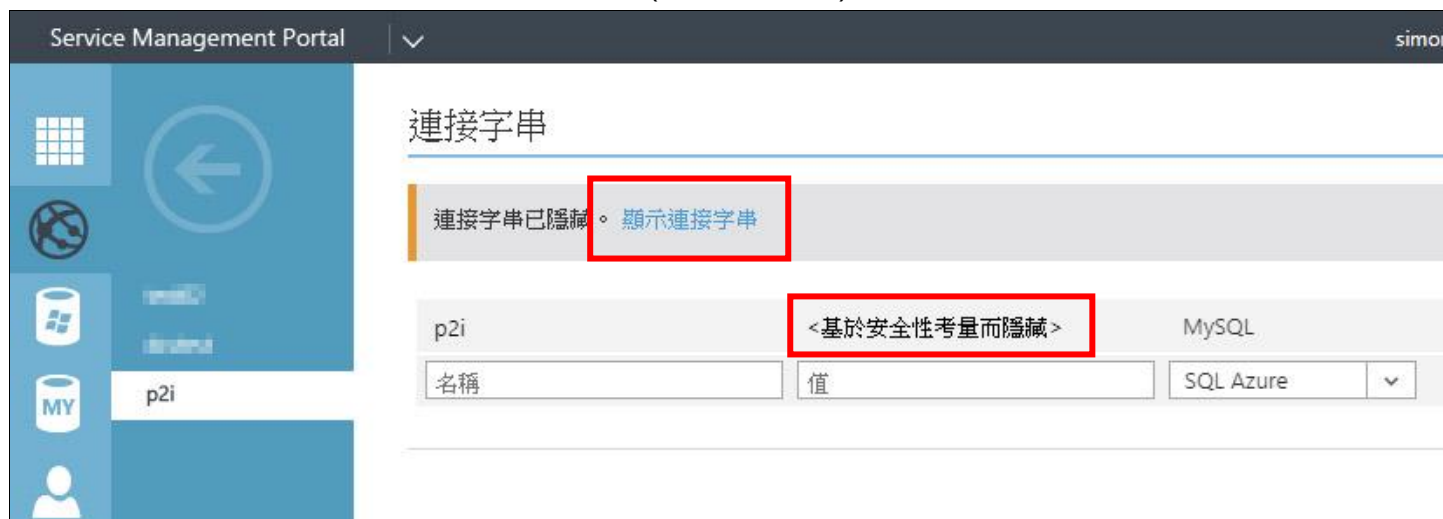 Service Management Portal
simon
連接字串
連接字串已隱藏。 顯示連接字串
p2i <基於安全性考量而隱藏> MySQL
名稱 值 SQL Azure
MY
p2i